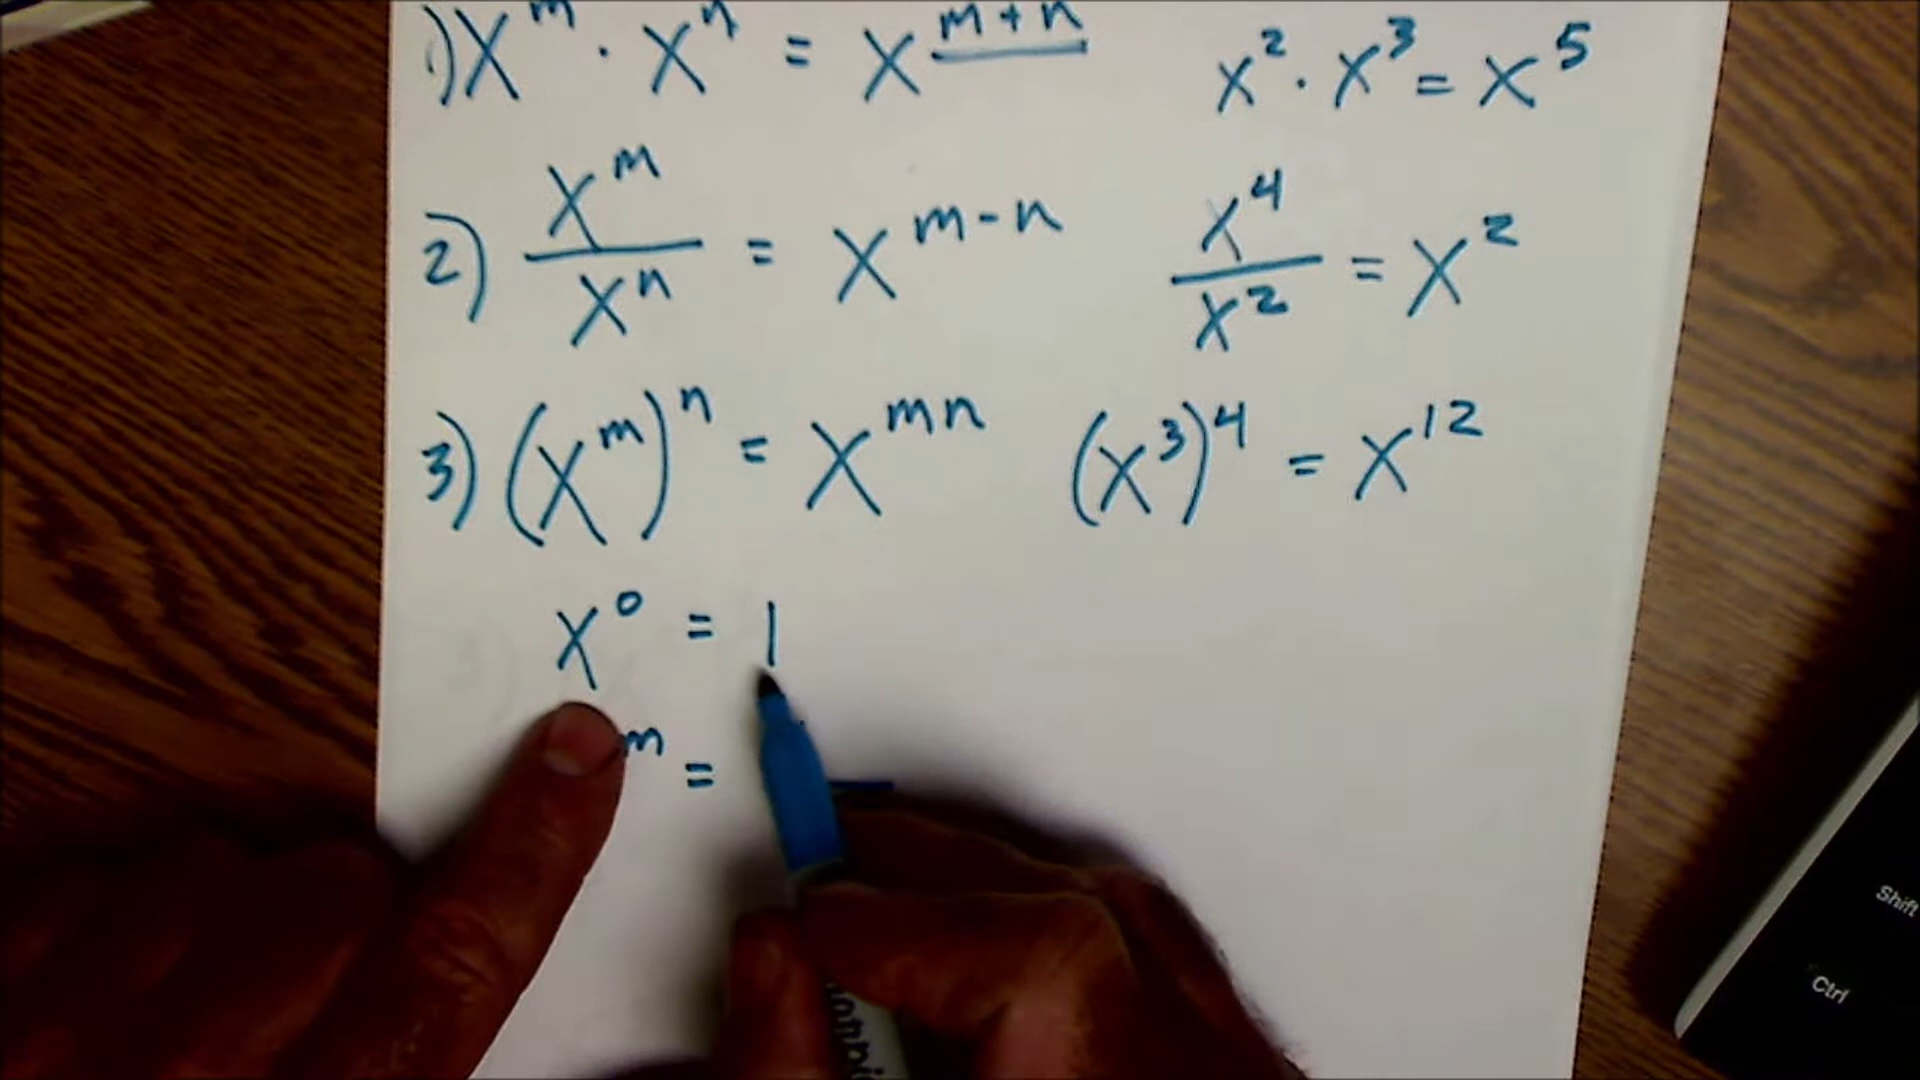 1) x^m · x^n = x^(m+n) x^2 · x^3 = x^5
2) x^m / x^n = x^(m-n) x^4 / x^2 = x^2
3) (x^m)^n = x^(mn) (x^3)^4 = x^12
x^0 = 1
m =
Shift
Ctrl